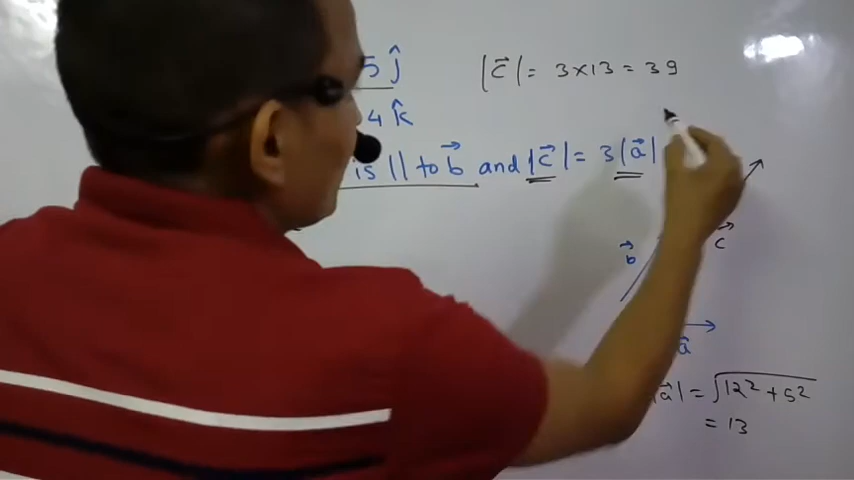 5ĵ
|c⃗| = 3×13 = 39
4k̂
is || to b⃗ and |c⃗| = 3|a⃗|
b⃗
c⃗
a⃗
|a⃗| = √12² + 5²
= 13